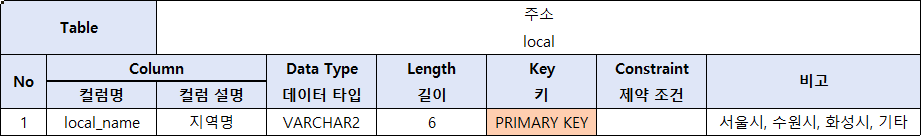 Table
주소
local
No
Column
Data Type
Length
Key
Constraint
비고
컬럼명
컬럼 설명
데이터 타입
길이
키
제약 조건
1 local_name 지역명 VARCHAR2 6 PRIMARY KEY 서울시, 수원시, 화성시, 기타